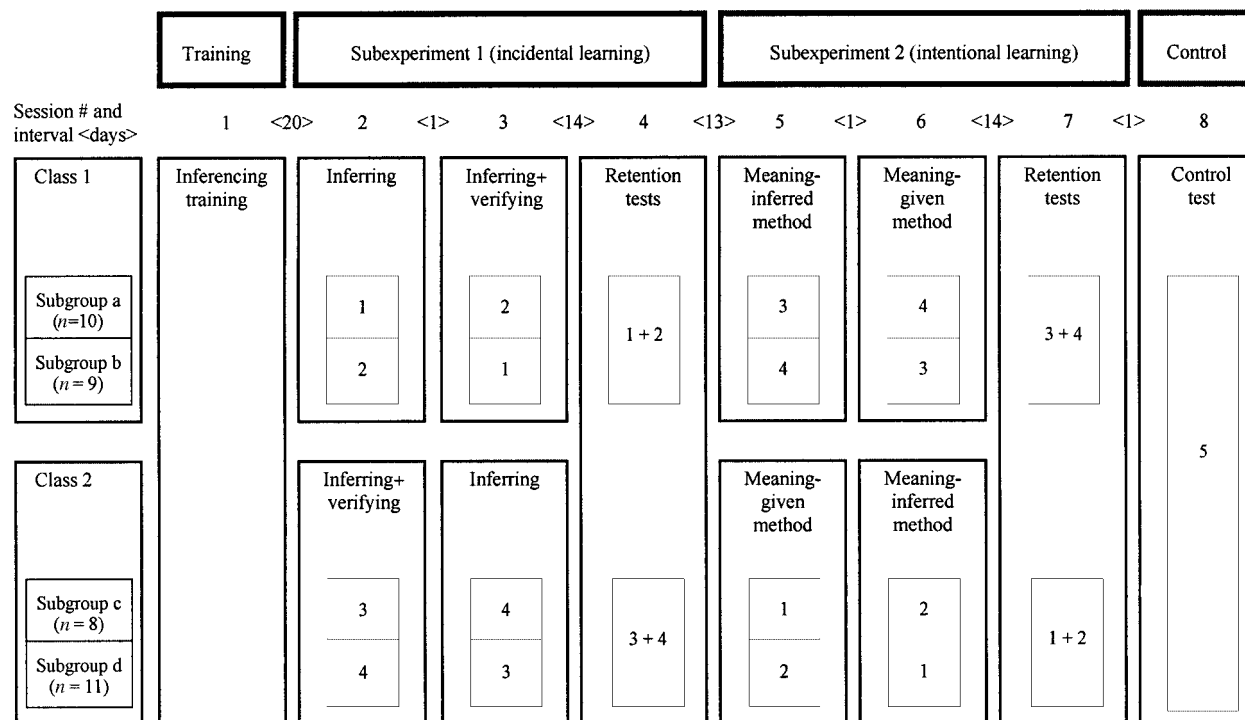 Training
Subexperiment 1 (incidental learning)
Subexperiment 2 (intentional learning)
Control
Session # and
interval <days>
1 <20> 2 <1> 3 <14> 4 <13> 5 <1> 6 <14> 7 <1> 8
Class 1
Inferencing
training
Inferring
Inferring+
verifying
Retention
tests
Meaning-
inferred
method
Meaning-
given
method
Retention
tests
Control
test
Subgroup a
(n=10)
1
2
1 + 2
3
4
3 + 4
Subgroup b
(n = 9)
2
1
4
3
5
Class 2
Inferring+
verifying
Inferring
Meaning-
given
method
Meaning-
inferred
method
Subgroup c
(n = 8)
3
4
3 + 4
1
2
1 + 2
Subgroup d
(n = 11)
4
3
2
1